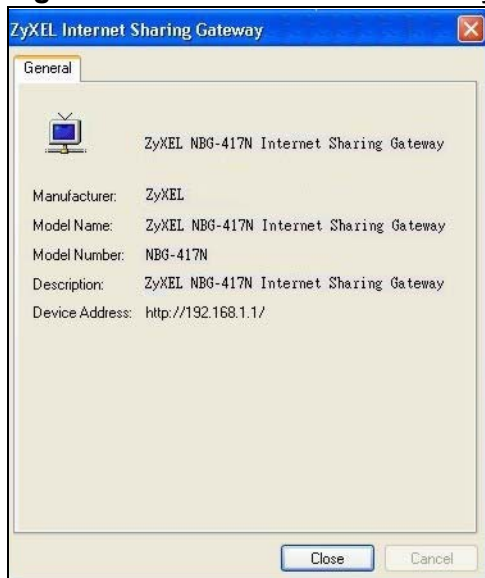 ZyXEL Internet Sharing Gateway
General
ZyXEL NBG-417N Internet Sharing Gateway
Manufacturer: ZyXEL
Model Name: ZyXEL NBG-417N Internet Sharing Gateway
Model Number: NBG-417N
Description: ZyXEL NBG-417N Internet Sharing Gateway
Device Address: http://192.168.1.1/
Close Cancel